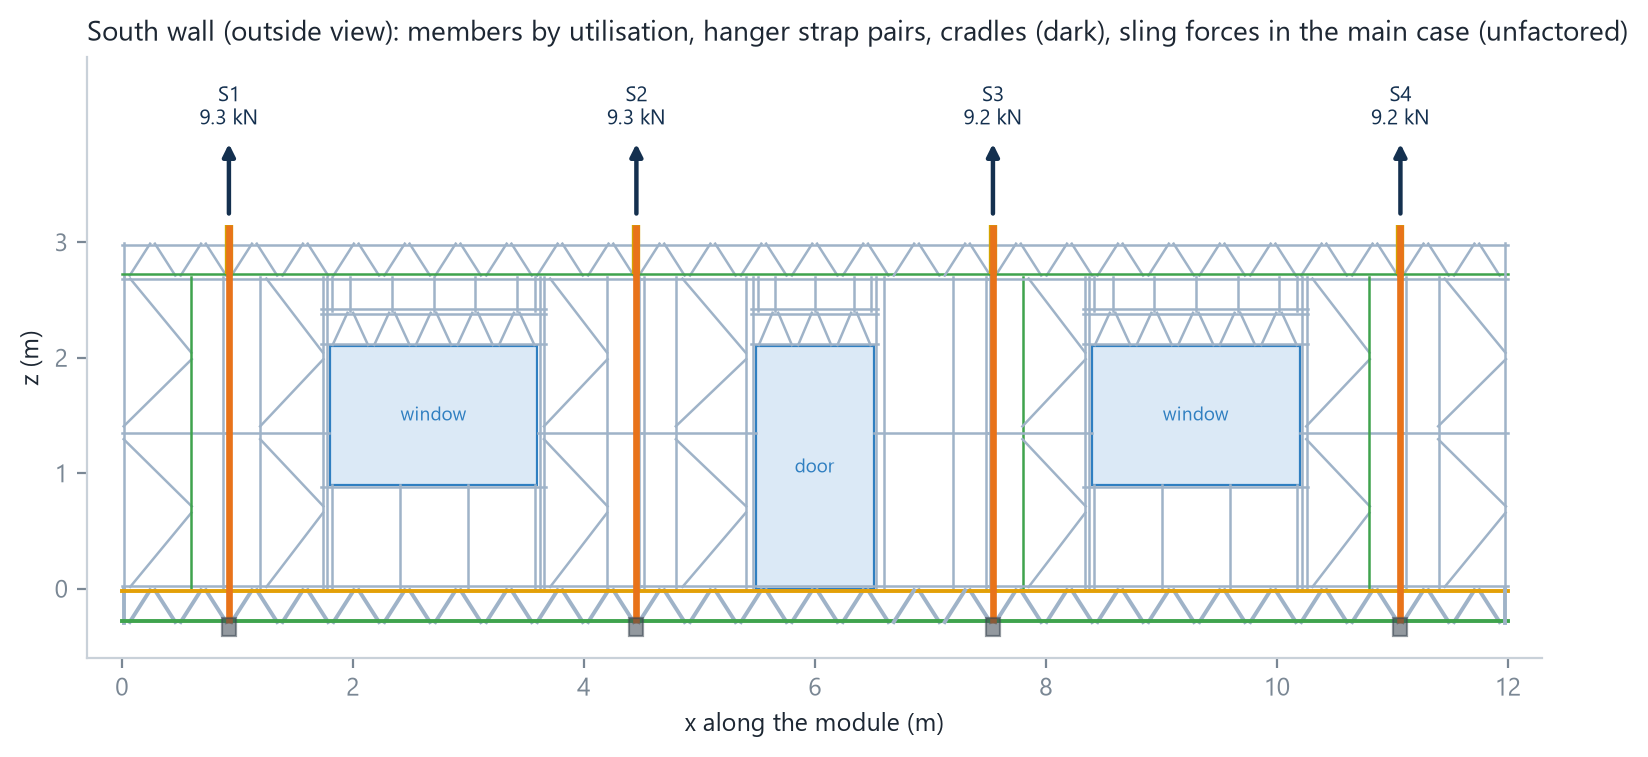 South wall (outside view): members by utilisation, hanger strap pairs, cradles (dark), sling forces in the main case (unfactored)
S1
9.3 kN
S2
9.3 kN
S3
9.2 kN
S4
9.2 kN
3
2
1
0
z (m)
window
door
window
0
2
4
6
8
10
12
x along the module (m)